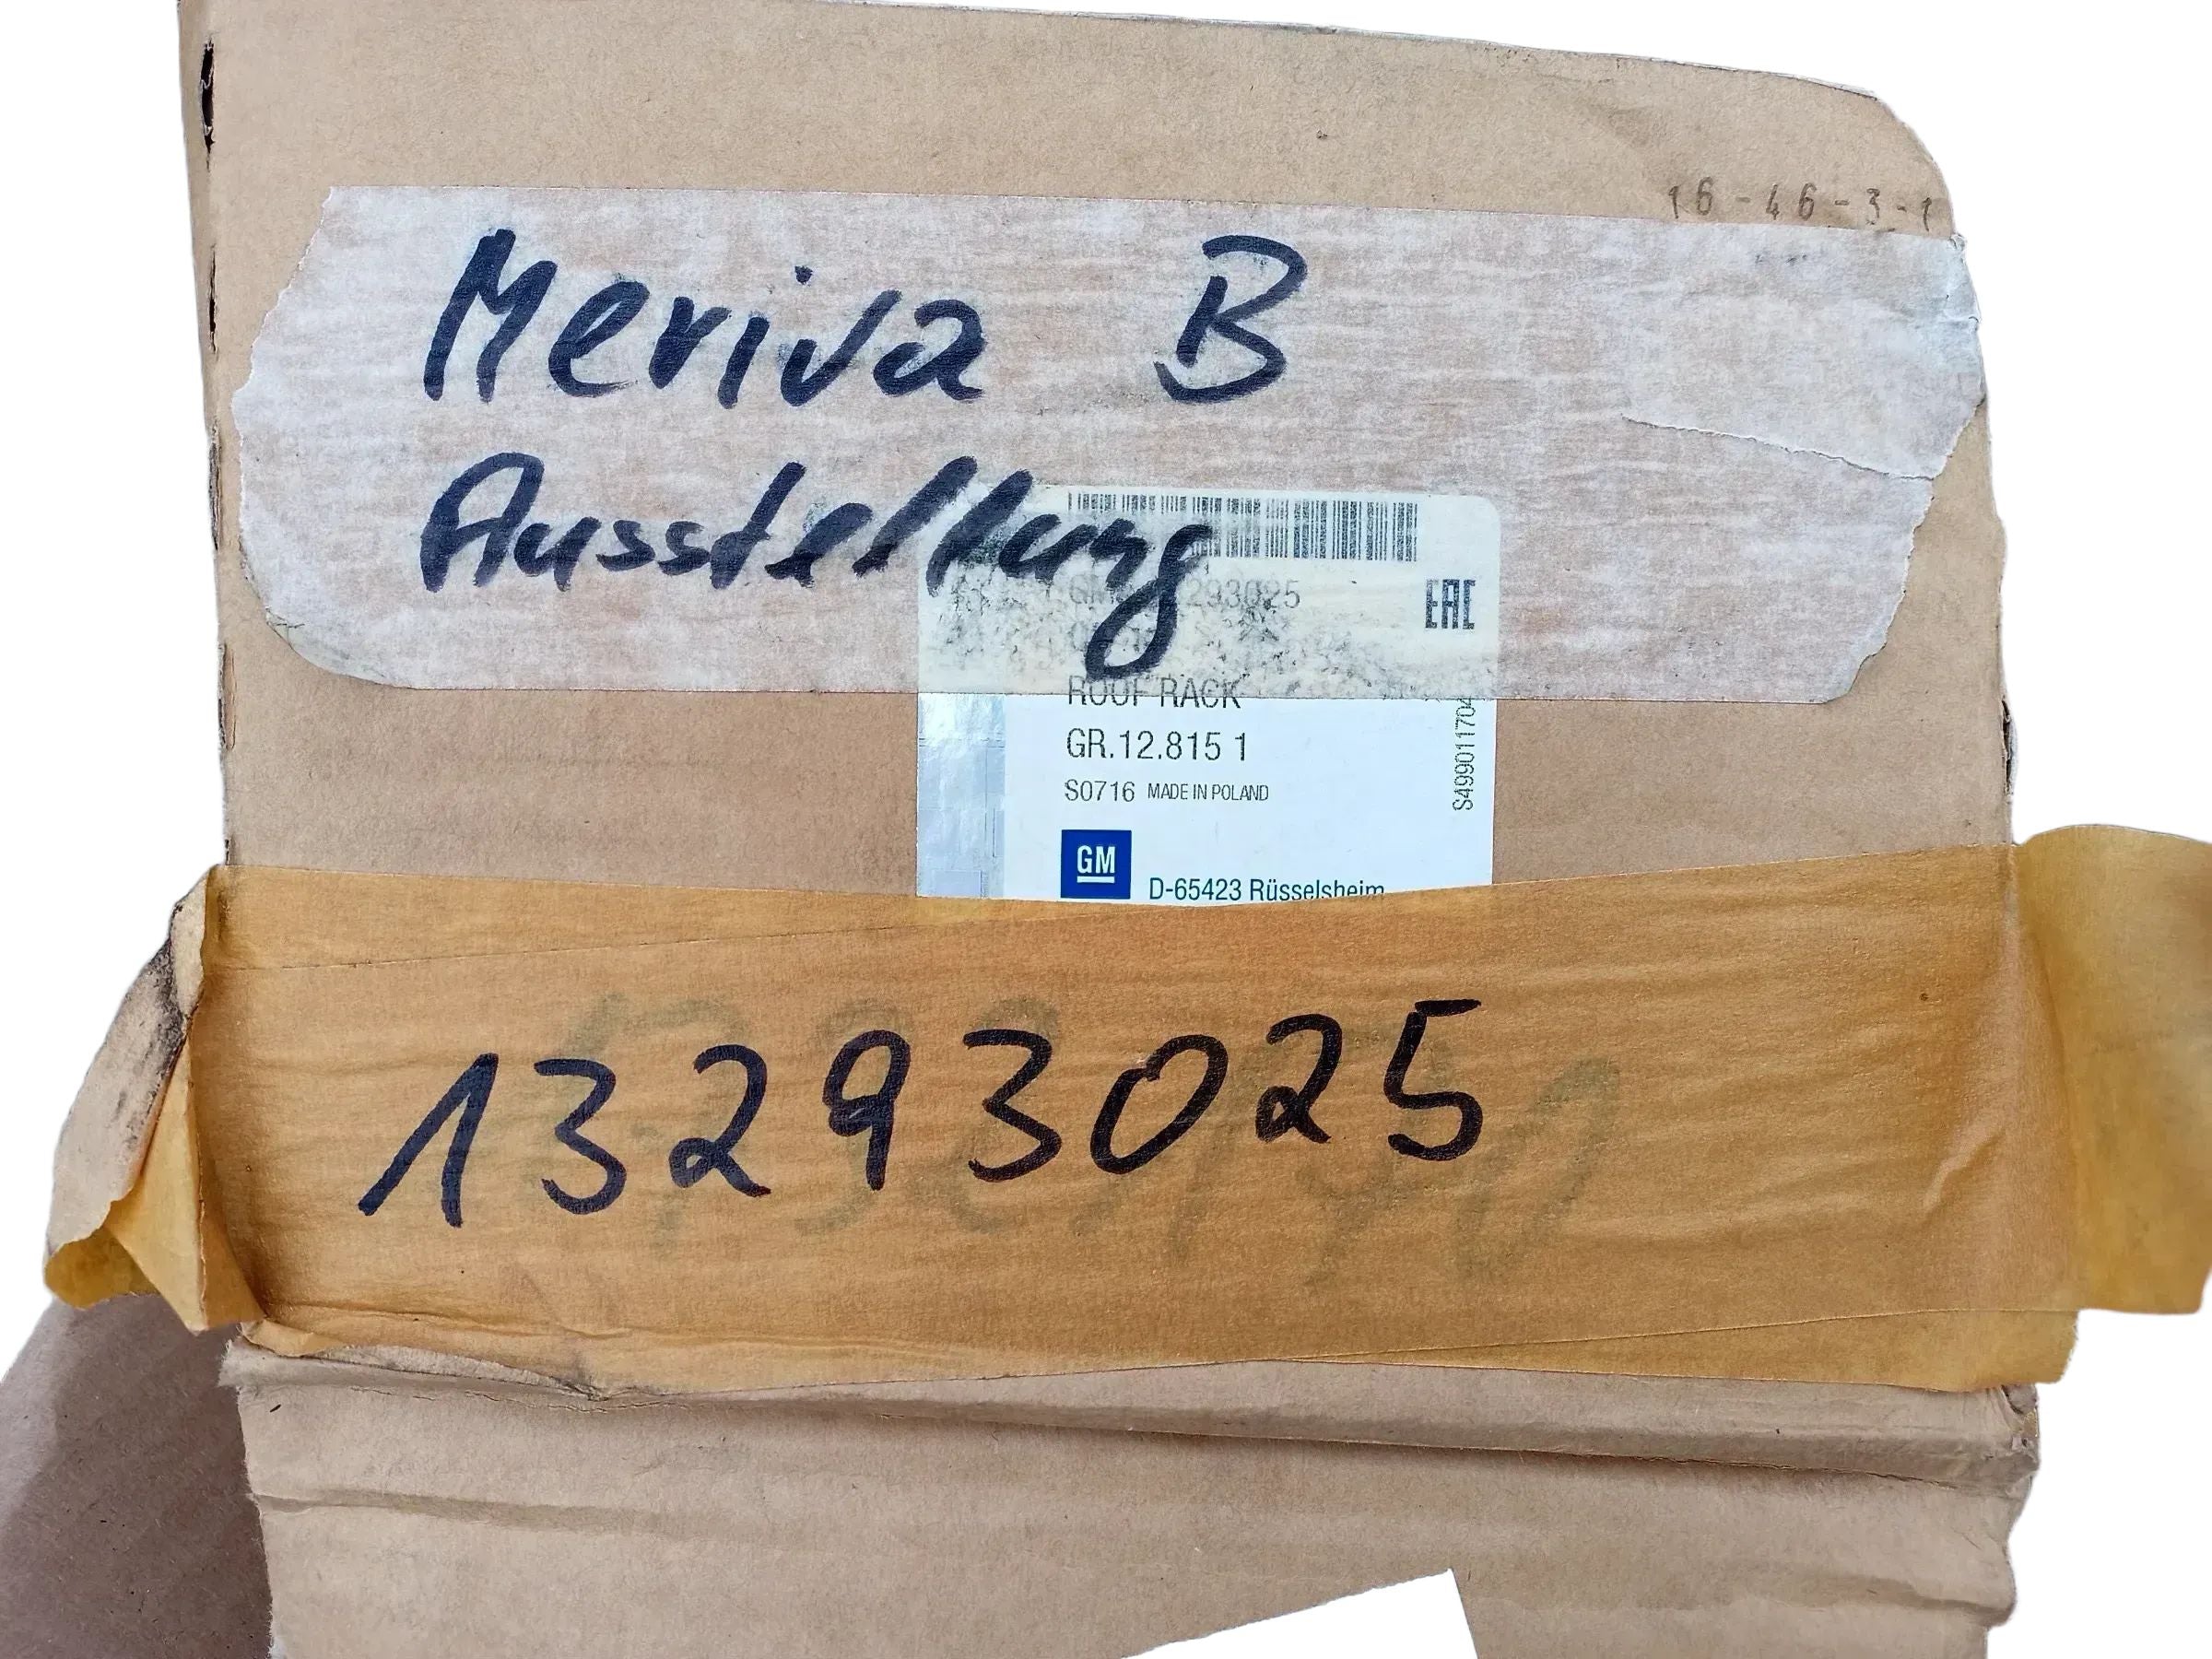 16-46-3-1
Meriva B
Ausstellung
293025
EAC
ROOF RACK
GR.12.815 1
S0716 MADE IN POLAND
S499011704
GM
D-65423 Rüsselsheim
13293025